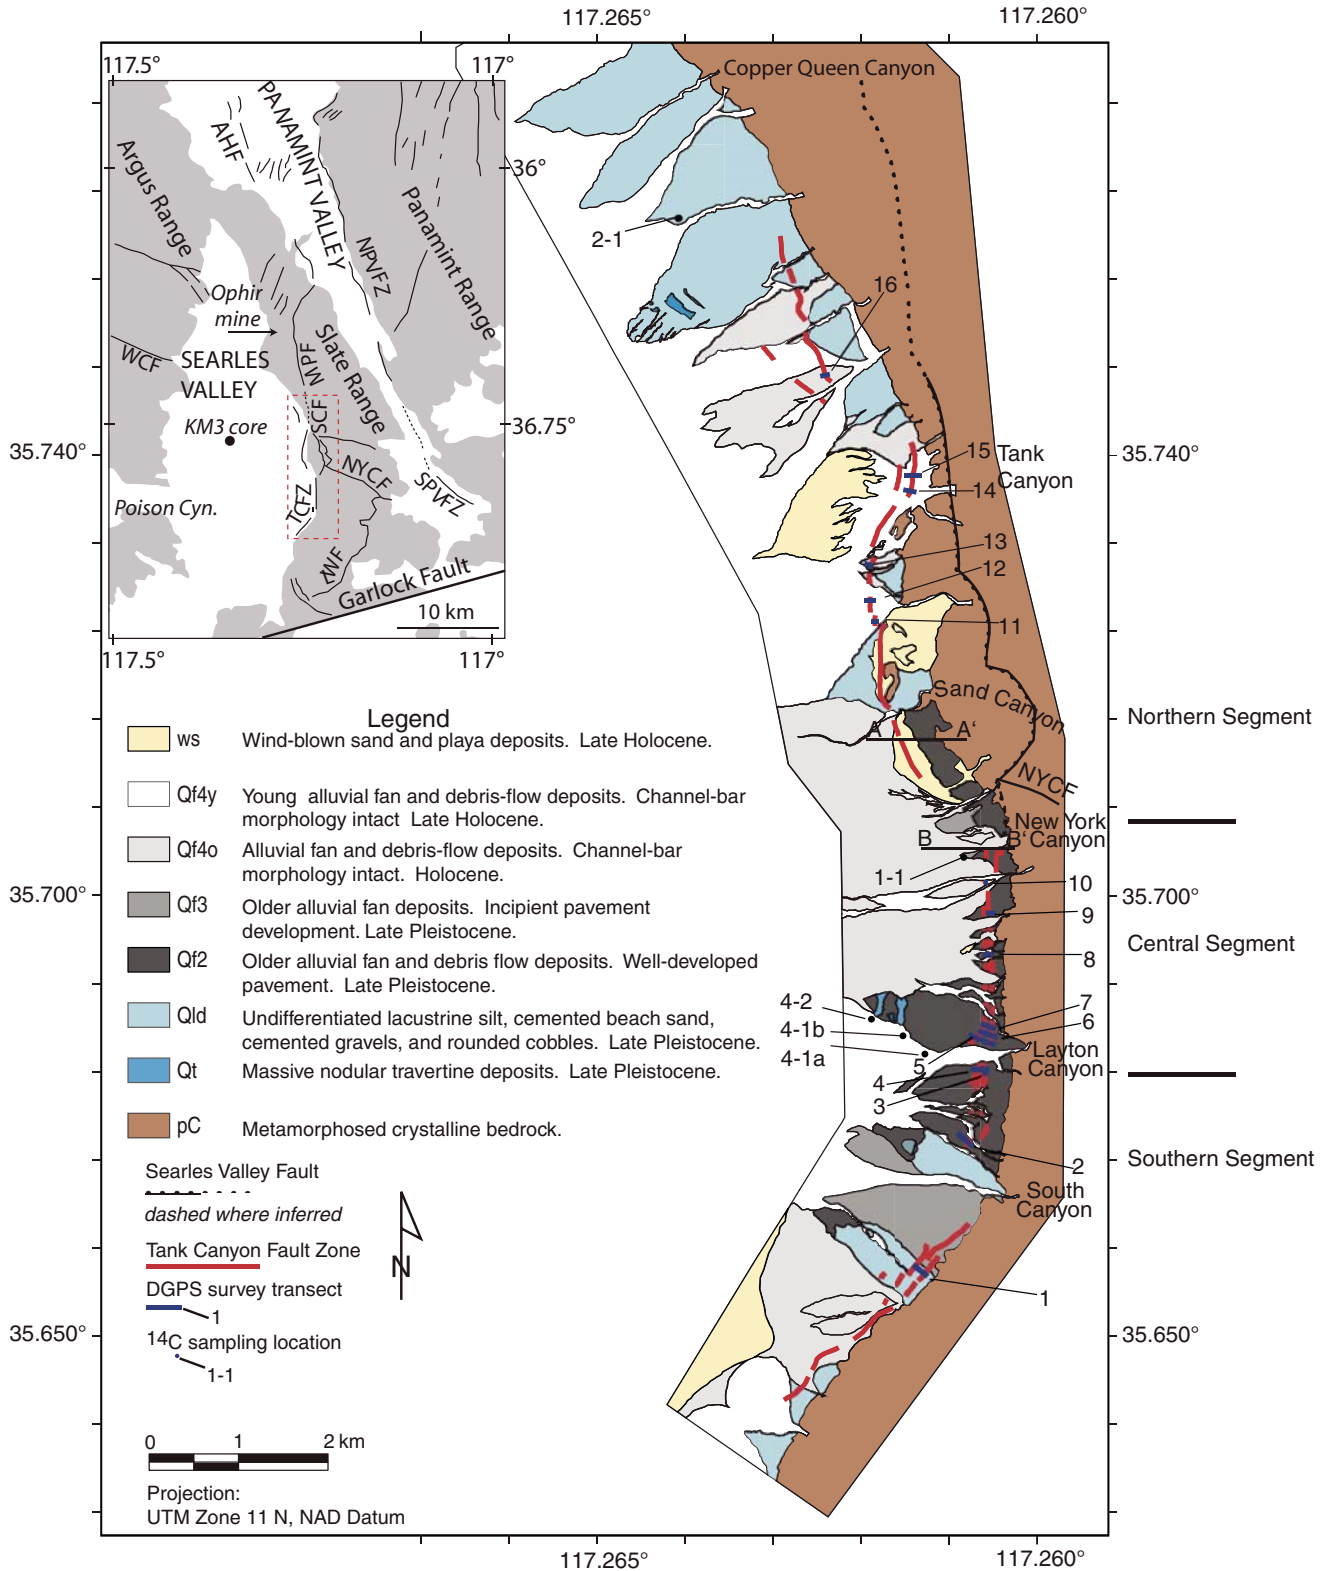 117.265°
117.260°
Copper Queen Canyon
117.5°
117°
PANAMINT VALLEY
AHF
Argus Range
36°
Panamint Range
NPVFZ
Ophir
mine
Slate Range
WCF
SEARLES
VALLEY
MPF
SCF
KM3 core
36.75°
NYCF
SPVFZ
TCFZ
Poison Cyn.
LWF
Garlock Fault
10 km
117.5°
117°
2-1
16
35.740°
35.740°
15
Tank
Canyon
14
13
12
11
Sand Canyon
A
A'
NYCF
Northern Segment
New York
Canyon
B
B'
1-1
10
35.700°
35.700°
9
Central Segment
8
4-2
7
4-1b
6
4-1a
5
Layton
Canyon
4
3
2
Southern Segment
South
Canyon
1
35.650°
35.650°
Legend
ws Wind-blown sand and playa deposits. Late Holocene.
Qf4y Young alluvial fan and debris-flow deposits. Channel-bar
morphology intact Late Holocene.
Qf4o Alluvial fan and debris-flow deposits. Channel-bar
morphology intact. Holocene.
Qf3 Older alluvial fan deposits. Incipient pavement
development. Late Pleistocene.
Qf2 Older alluvial fan and debris flow deposits. Well-developed
pavement. Late Pleistocene.
Qld Undifferentiated lacustrine silt, cemented beach sand,
cemented gravels, and rounded cobbles. Late Pleistocene.
Qt Massive nodular travertine deposits. Late Pleistocene.
pC Metamorphosed crystalline bedrock.
Searles Valley Fault
dashed where inferred
Tank Canyon Fault Zone
N
DGPS survey transect
1
14C sampling location
1-1
0 1 2 km
Projection:
UTM Zone 11 N, NAD Datum
117.265°
117.260°